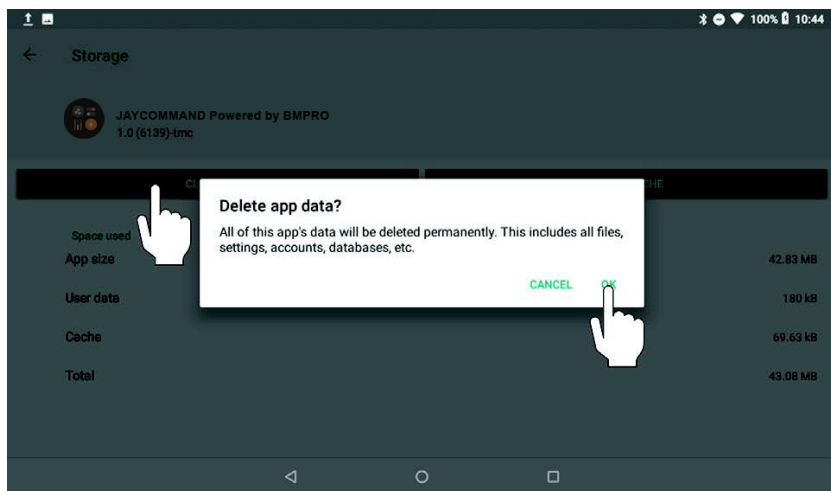 100% 10:44
Storage
JAYCOMMAND Powered by BMPRO
1.0 (6139)-tmc
Delete app data?
All of this app's data will be deleted permanently. This includes all files,
settings, accounts, databases, etc.
CANCEL OK
Space used
App size 42.83 MB
User data 180 kB
Cache 69.63 kB
Total 43.08 MB